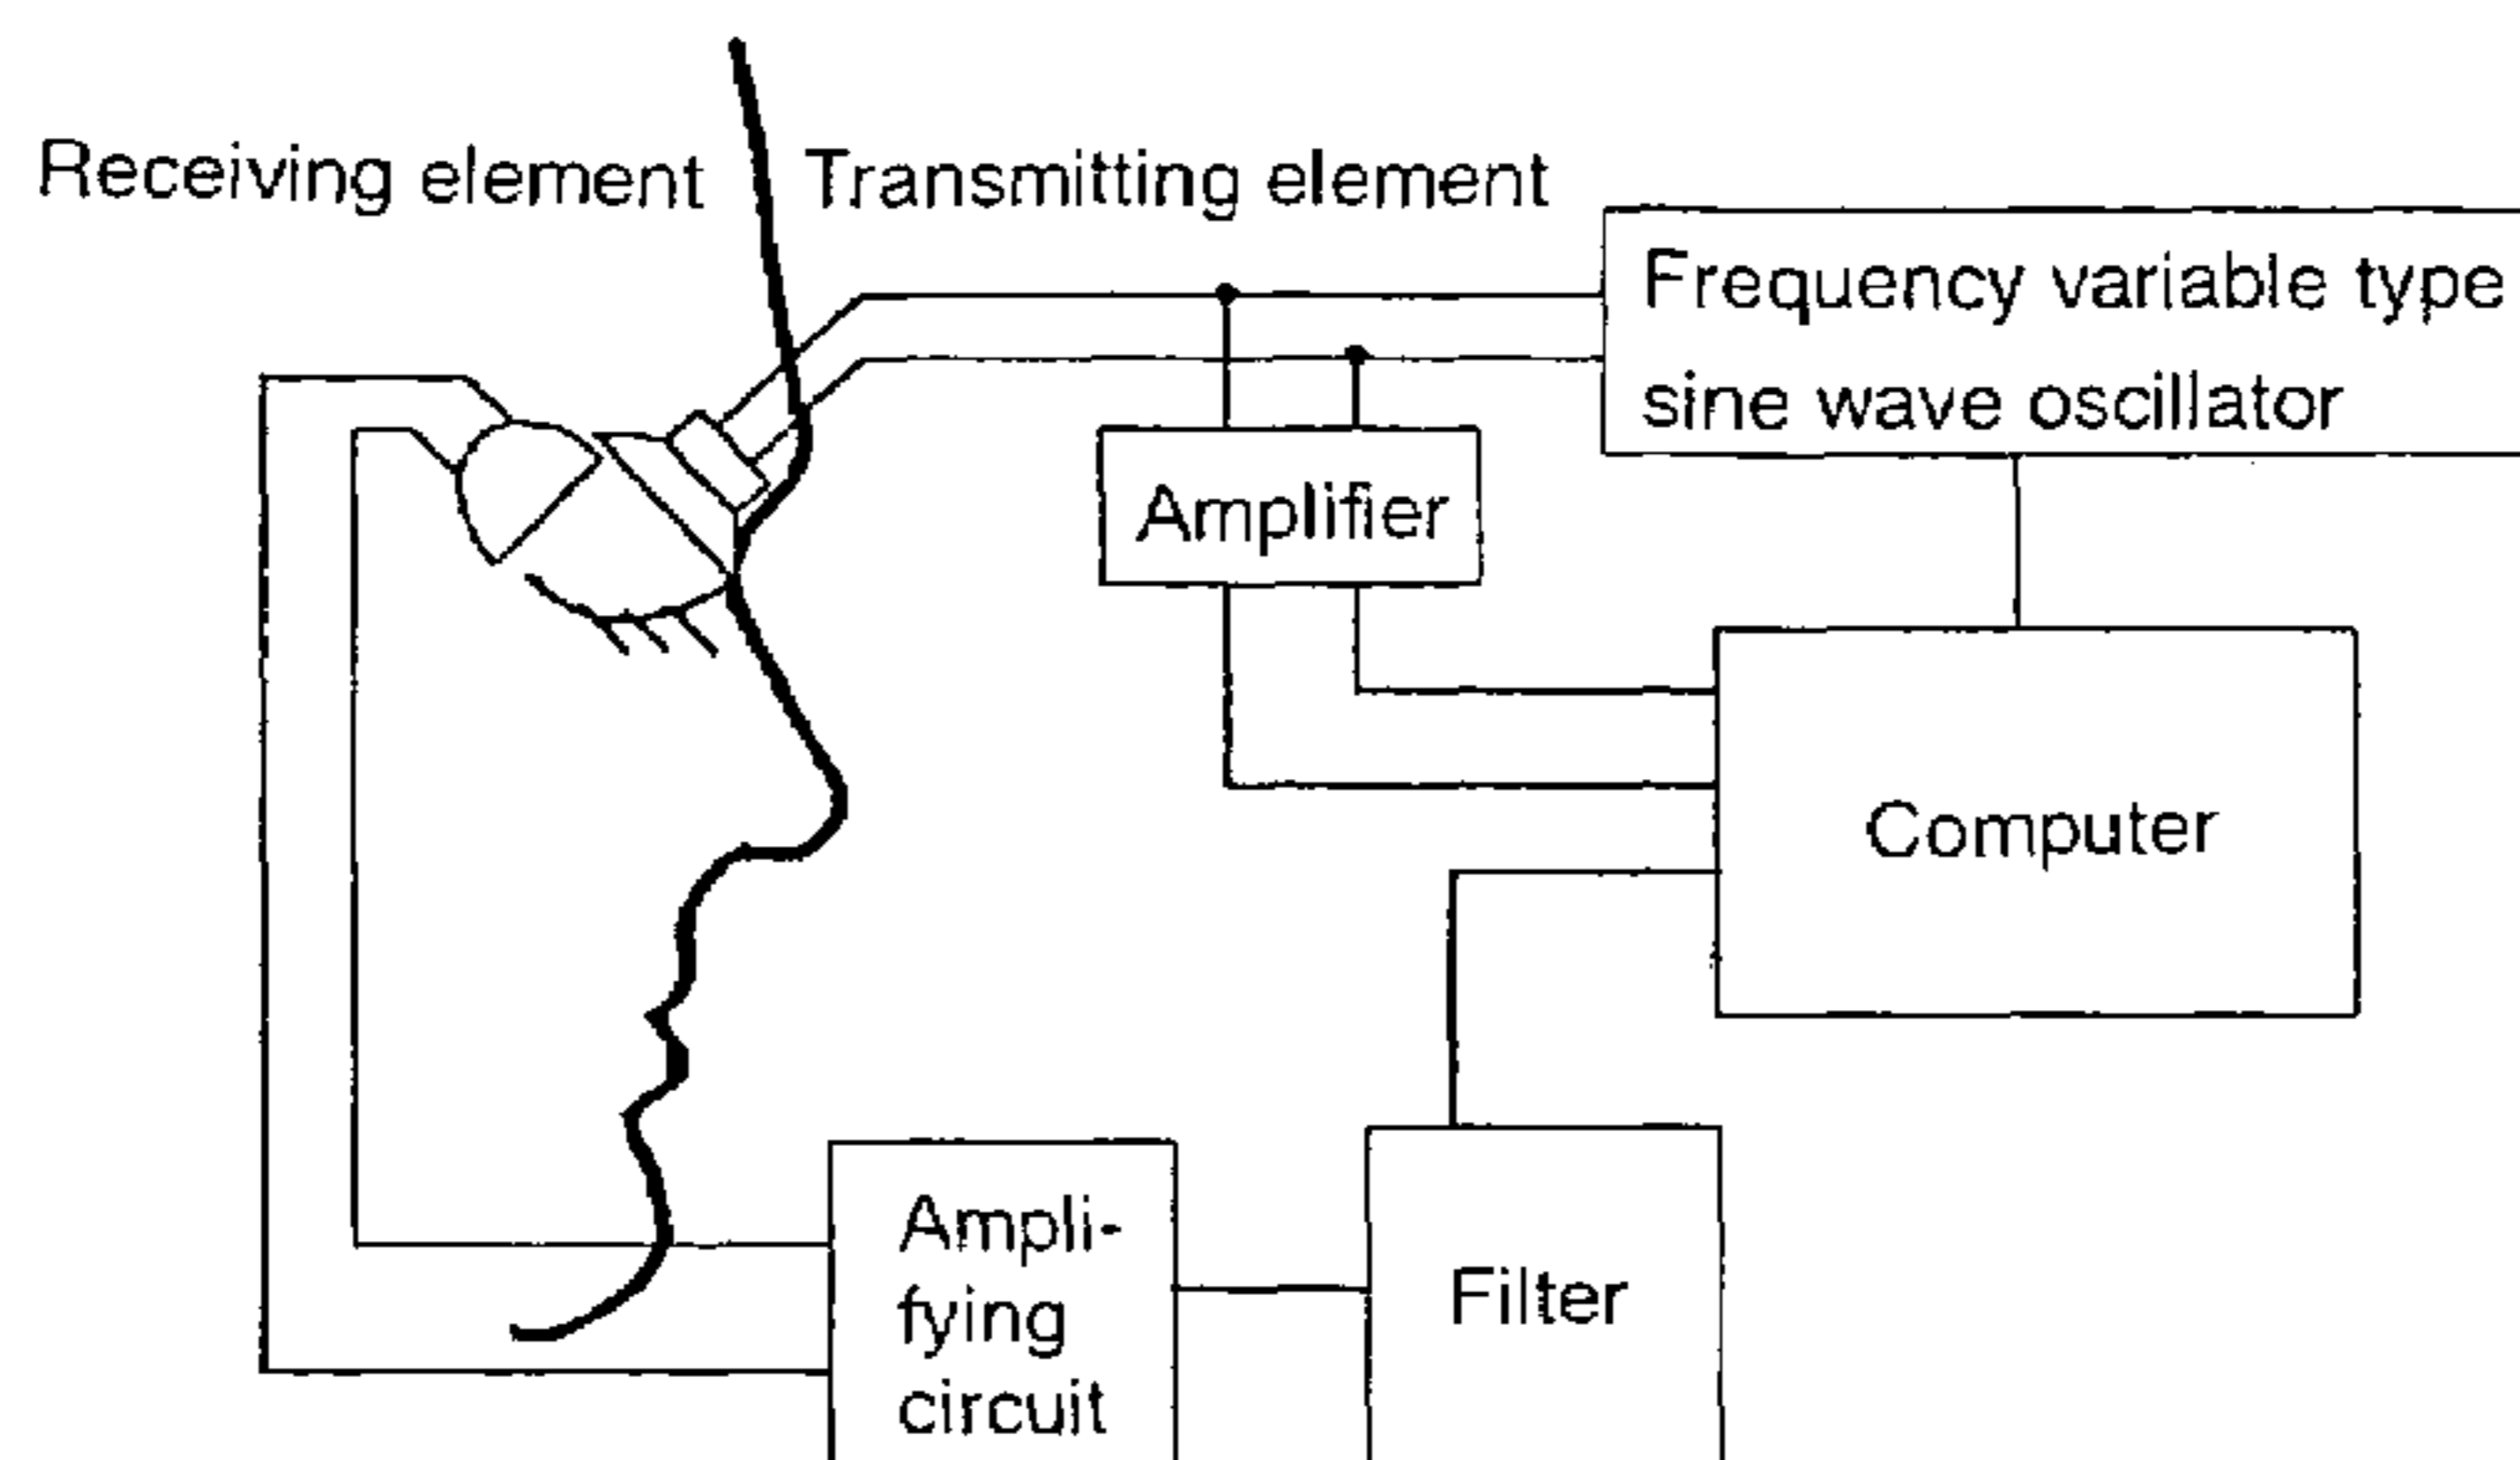 Receiving element
Transmitting element
Frequency variable type
sine wave oscillator
Amplifier
Computer
Ampli-
fying
circuit
Filter